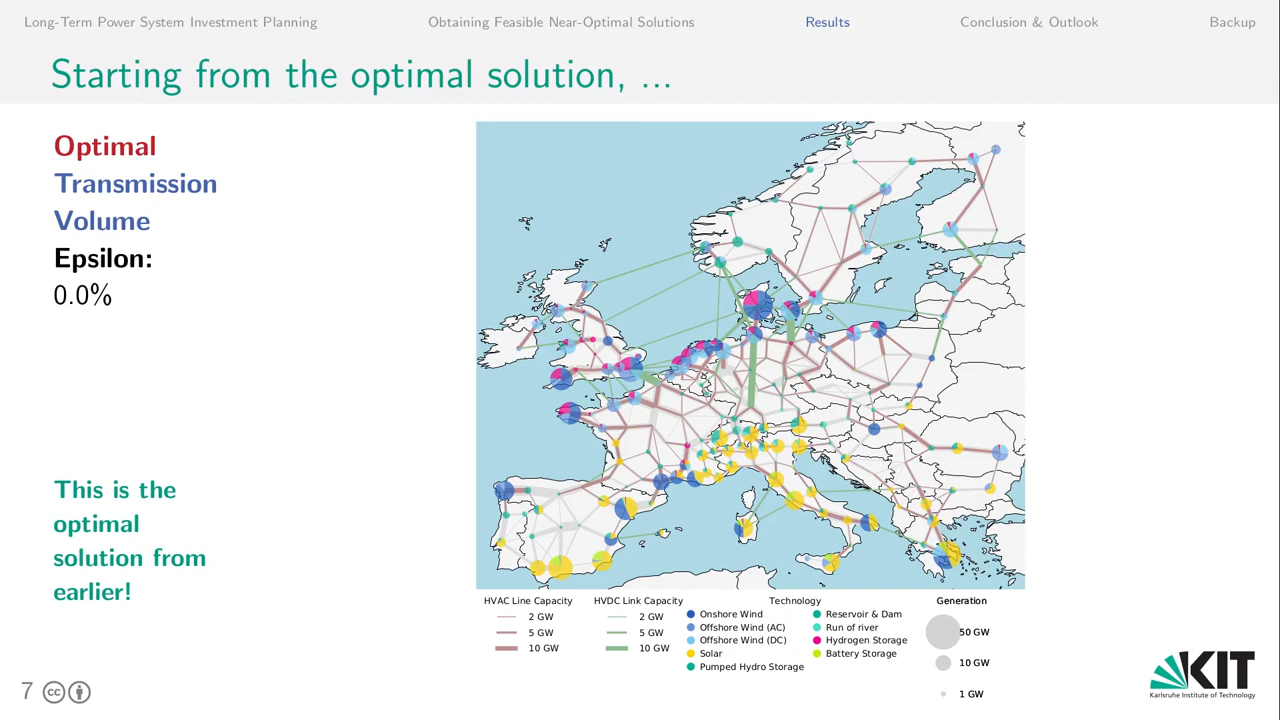 Long-Term Power System Investment Planning
Obtaining Feasible Near-Optimal Solutions
Results
Conclusion & Outlook
Backup
Starting from the optimal solution, ...
Optimal
Transmission
Volume
Epsilon:
0.0%
This is the
optimal
solution from
earlier!
HVAC Line Capacity
2 GW
5 GW
10 GW
HVDC Link Capacity
2 GW
5 GW
10 GW
Technology
Onshore Wind
Offshore Wind (AC)
Offshore Wind (DC)
Solar
Pumped Hydro Storage
Reservoir & Dam
Run of river
Hydrogen Storage
Battery Storage
Generation
50 GW
10 GW
1 GW
7
cc
KIT
Karlsruhe Institute of Technology